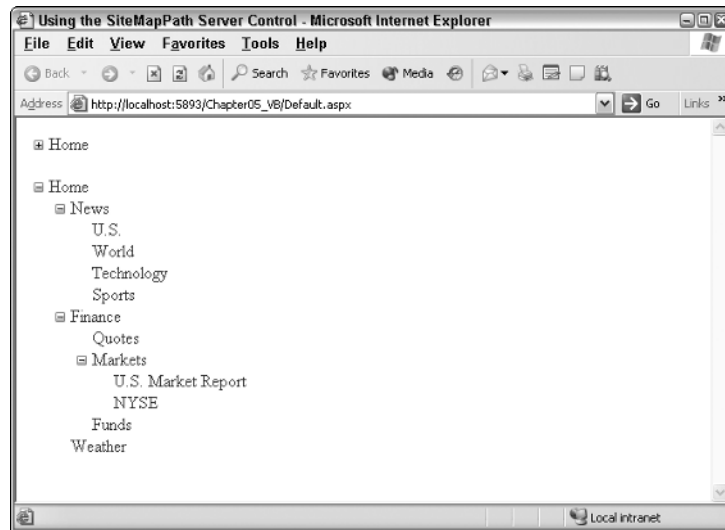 Using the SiteMapPath Server Control - Microsoft Internet Explorer
File Edit View Favorites Tools Help
Back Search Favorites Media
Address http://localhost:5893/Chapter05_VB/Default.aspx Go Links »
Home
Home
News
U.S.
World
Technology
Sports
Finance
Quotes
Markets
U.S. Market Report
NYSE
Funds
Weather
Local intranet